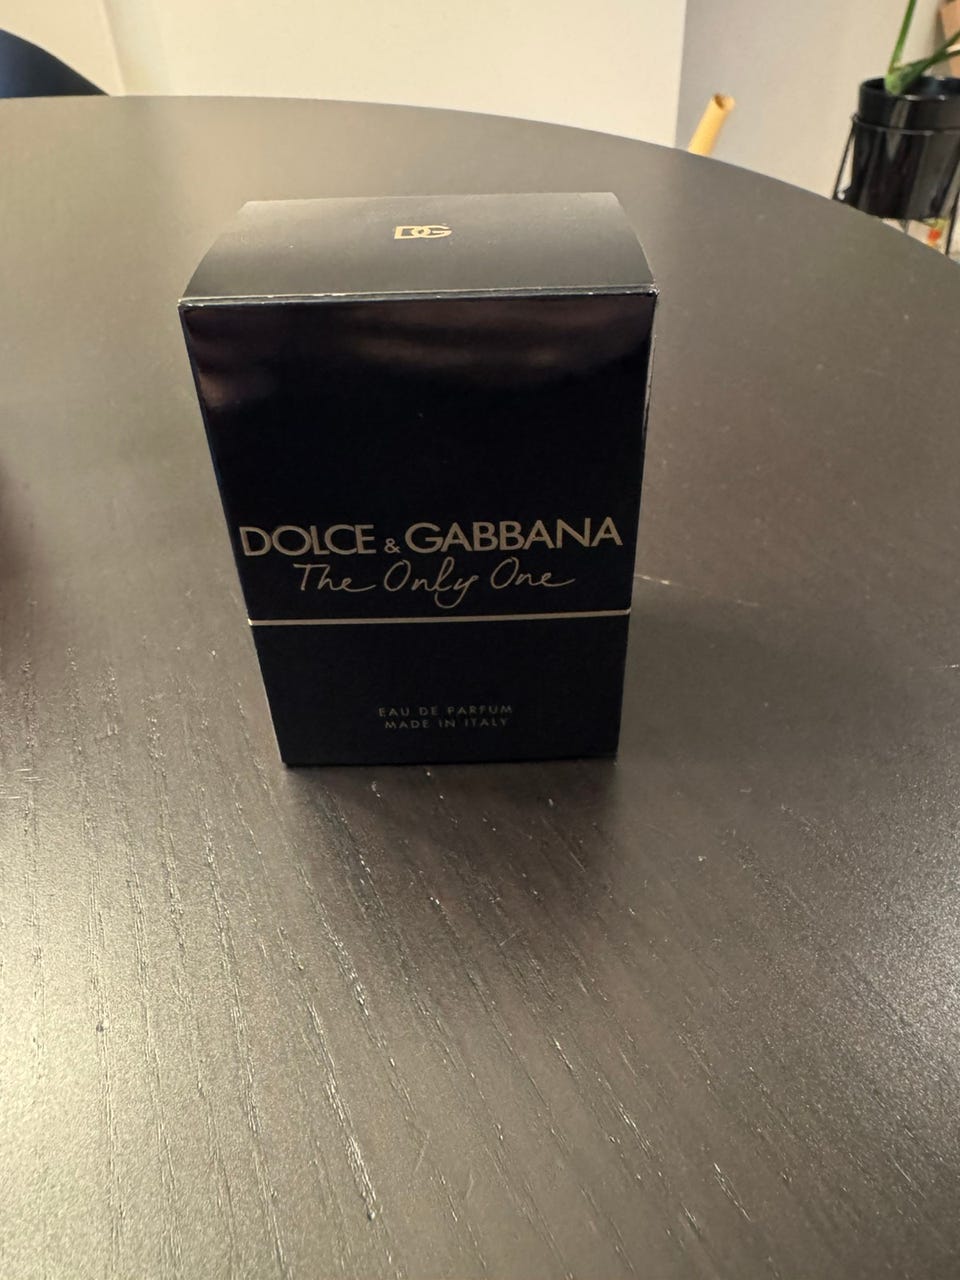 DG
DOLCE & GABBANA
The Only One
EAU DE PARFUM
MADE IN ITALY